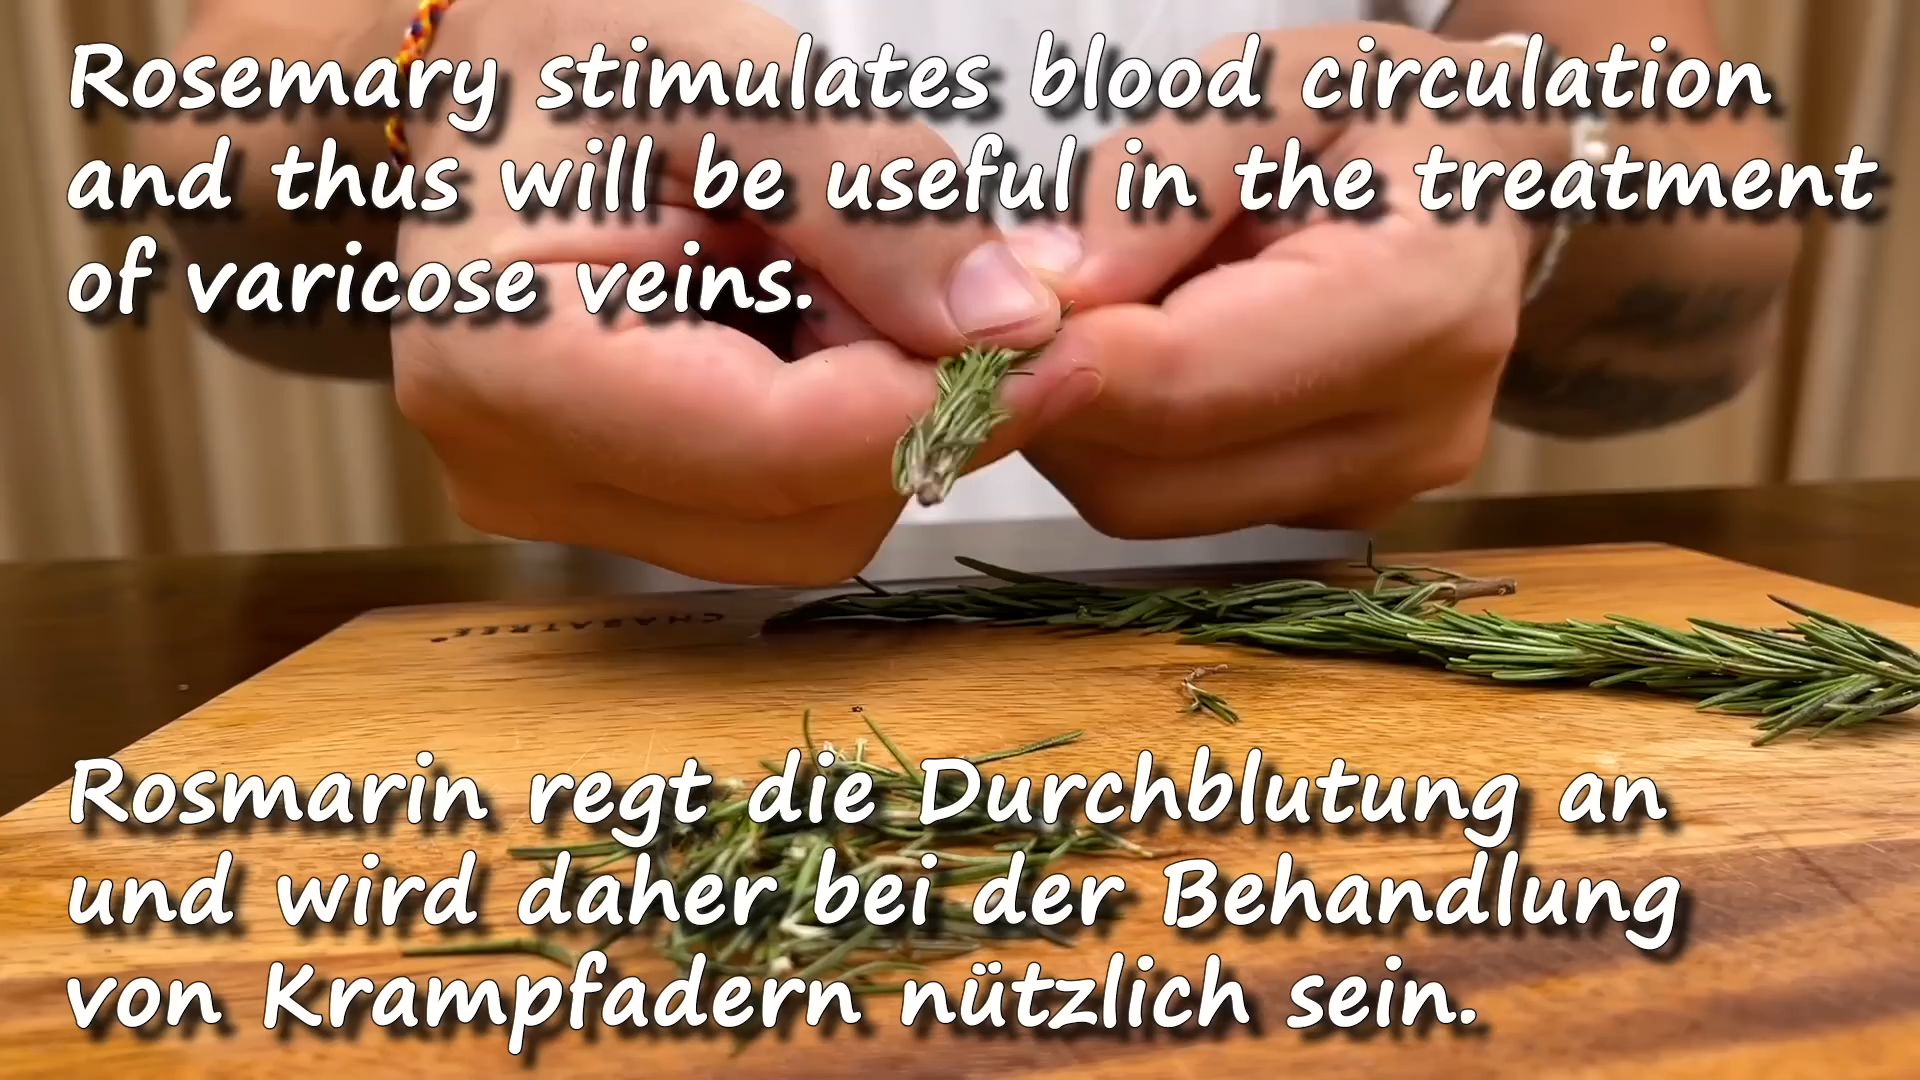 Rosemary stimulates blood circulation
and thus will be useful in the treatment
of varicose veins.
CHABATREE
Rosmarin regt die Durchblutung an
und wird daher bei der Behandlung
von Krampfadern nützlich sein.